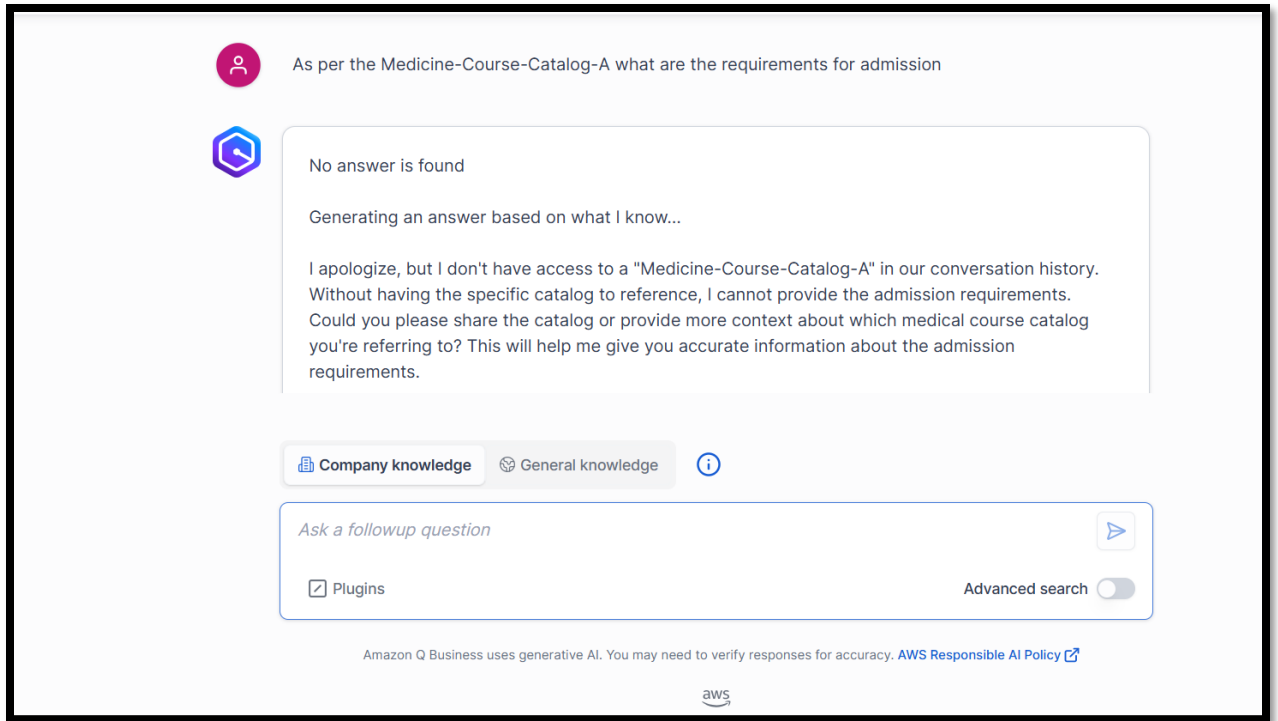 As per the Medicine-Course-Catalog-A what are the requirements for admission
No answer is found
Generating an answer based on what I know...
I apologize, but I don't have access to a "Medicine-Course-Catalog-A" in our conversation history.
Without having the specific catalog to reference, I cannot provide the admission requirements.
Could you please share the catalog or provide more context about which medical course catalog
you're referring to? This will help me give you accurate information about the admission
requirements.
Company knowledge General knowledge
Ask a followup question
Plugins Advanced search
Amazon Q Business uses generative AI. You may need to verify responses for accuracy. AWS Responsible AI Policy
aws